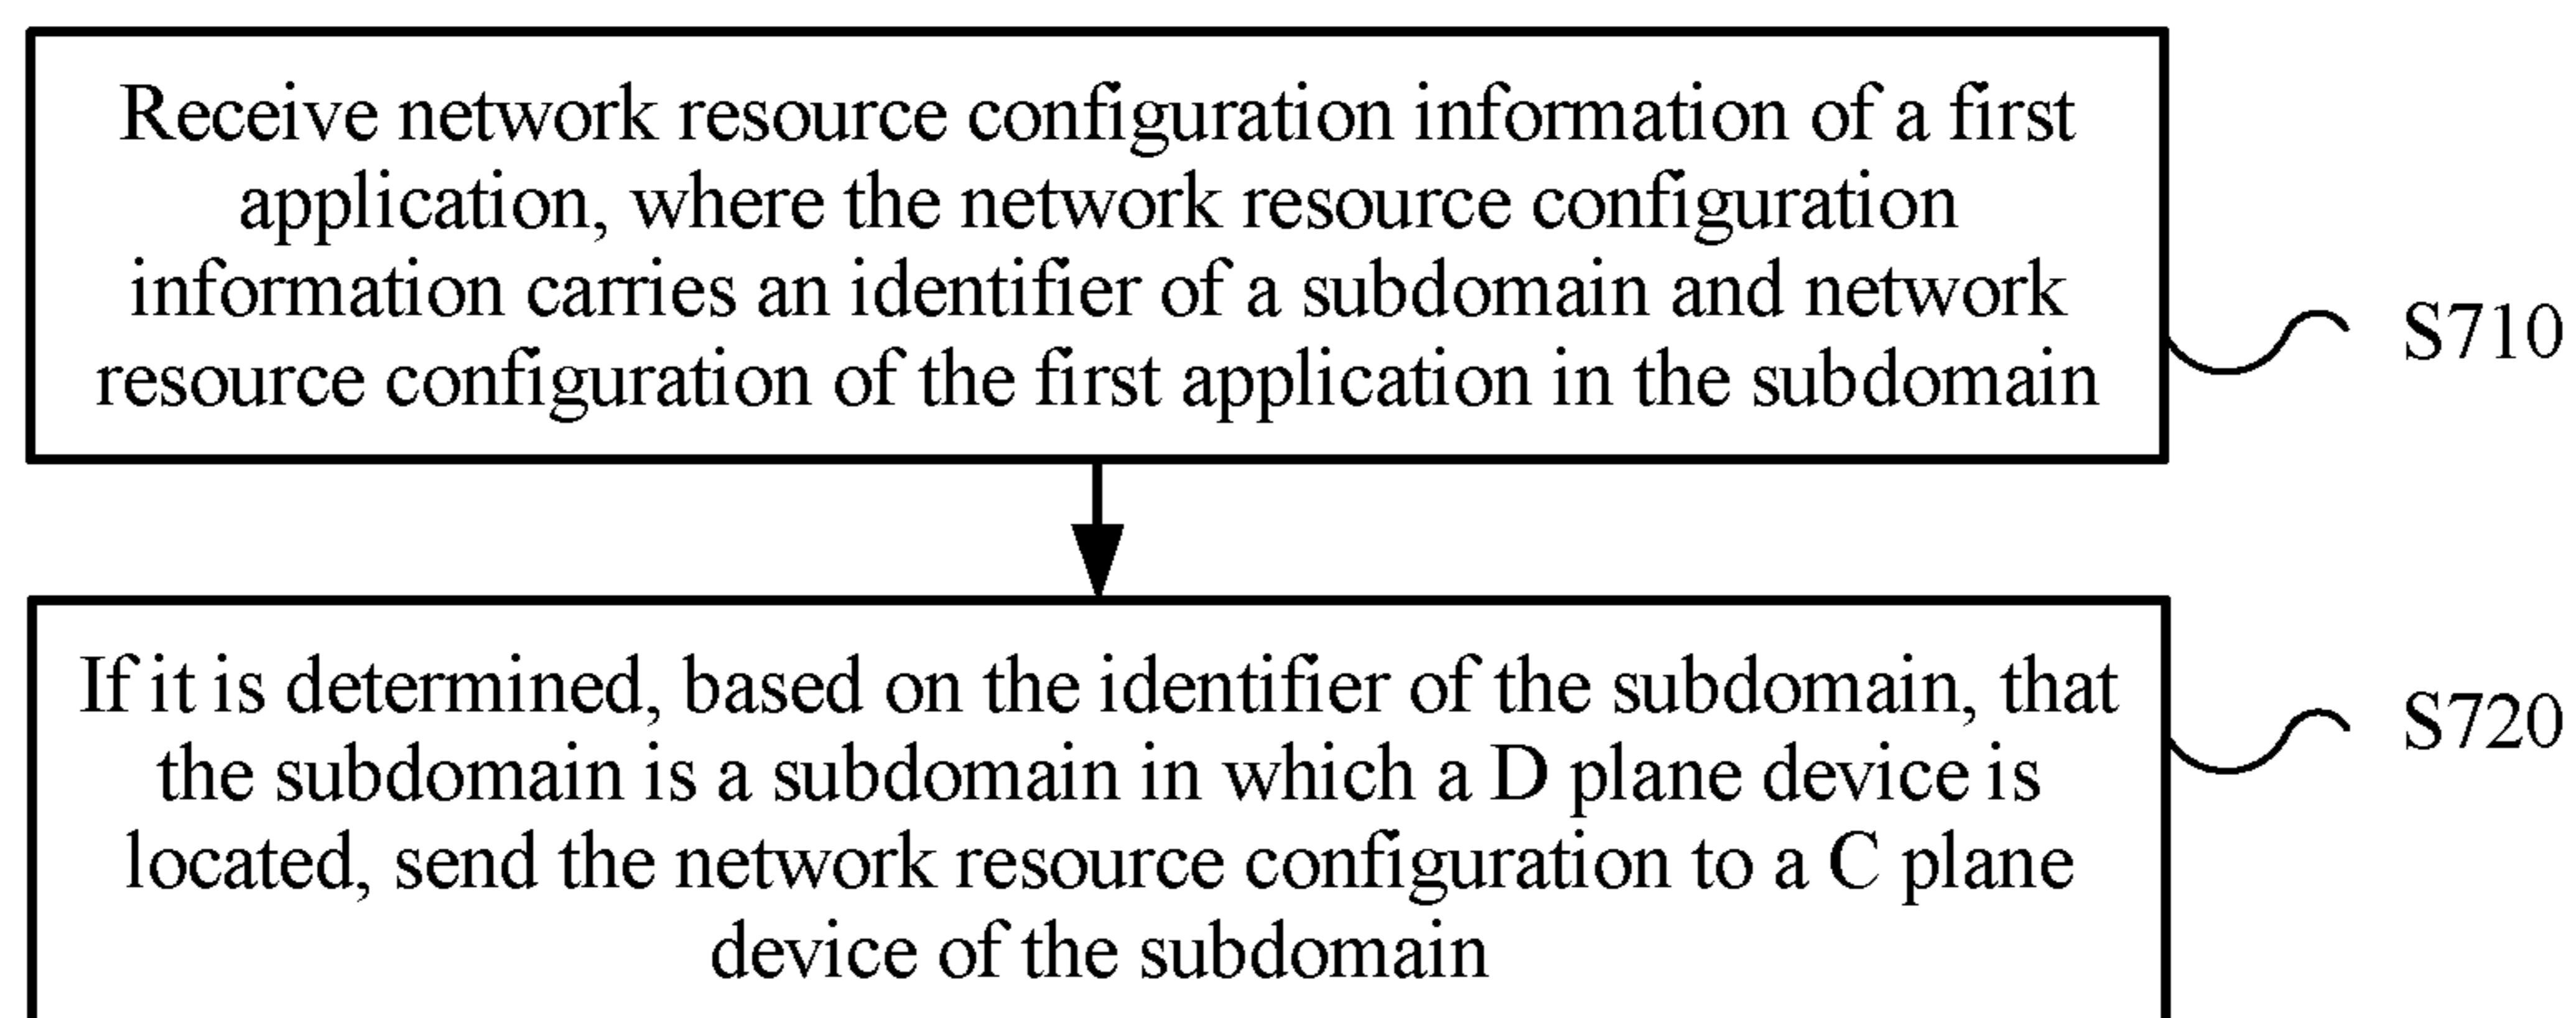 Receive network resource configuration information of a first
application, where the network resource configuration
information carries an identifier of a subdomain and network
resource configuration of the first application in the subdomain
S710
If it is determined, based on the identifier of the subdomain, that
the subdomain is a subdomain in which a D plane device is
located, send the network resource configuration to a C plane
device of the subdomain
S720